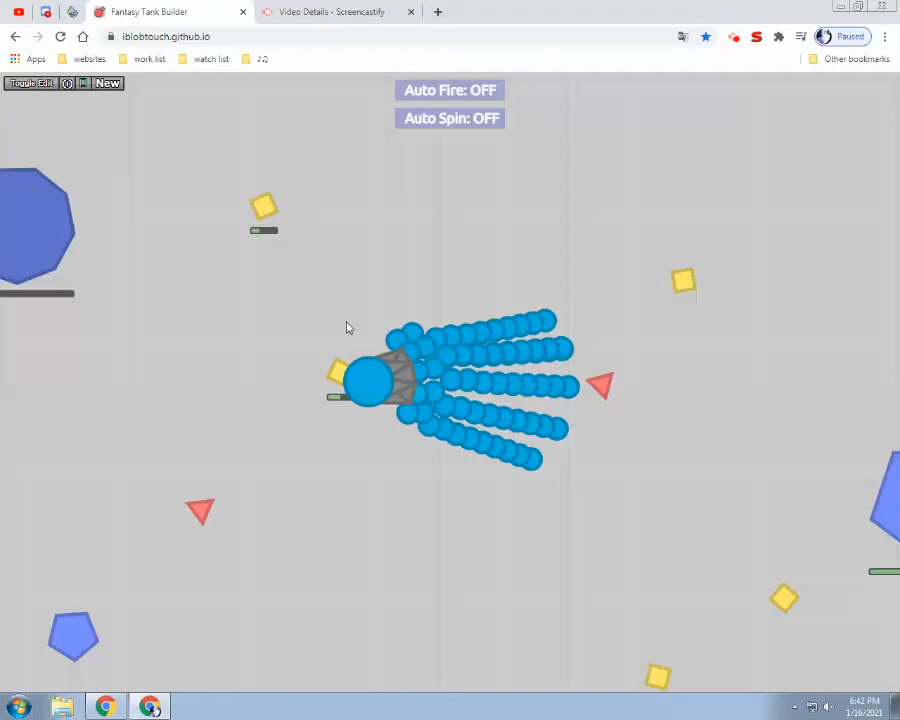 Fantasy Tank Builder
Video Details - Screencastify
iblobtouch.github.io
Paused
Apps
websites
work list
watch list
Other bookmarks
Toggle Edit
New
Auto Fire: OFF
Auto Spin: OFF
6:42 PM
1/16/2021